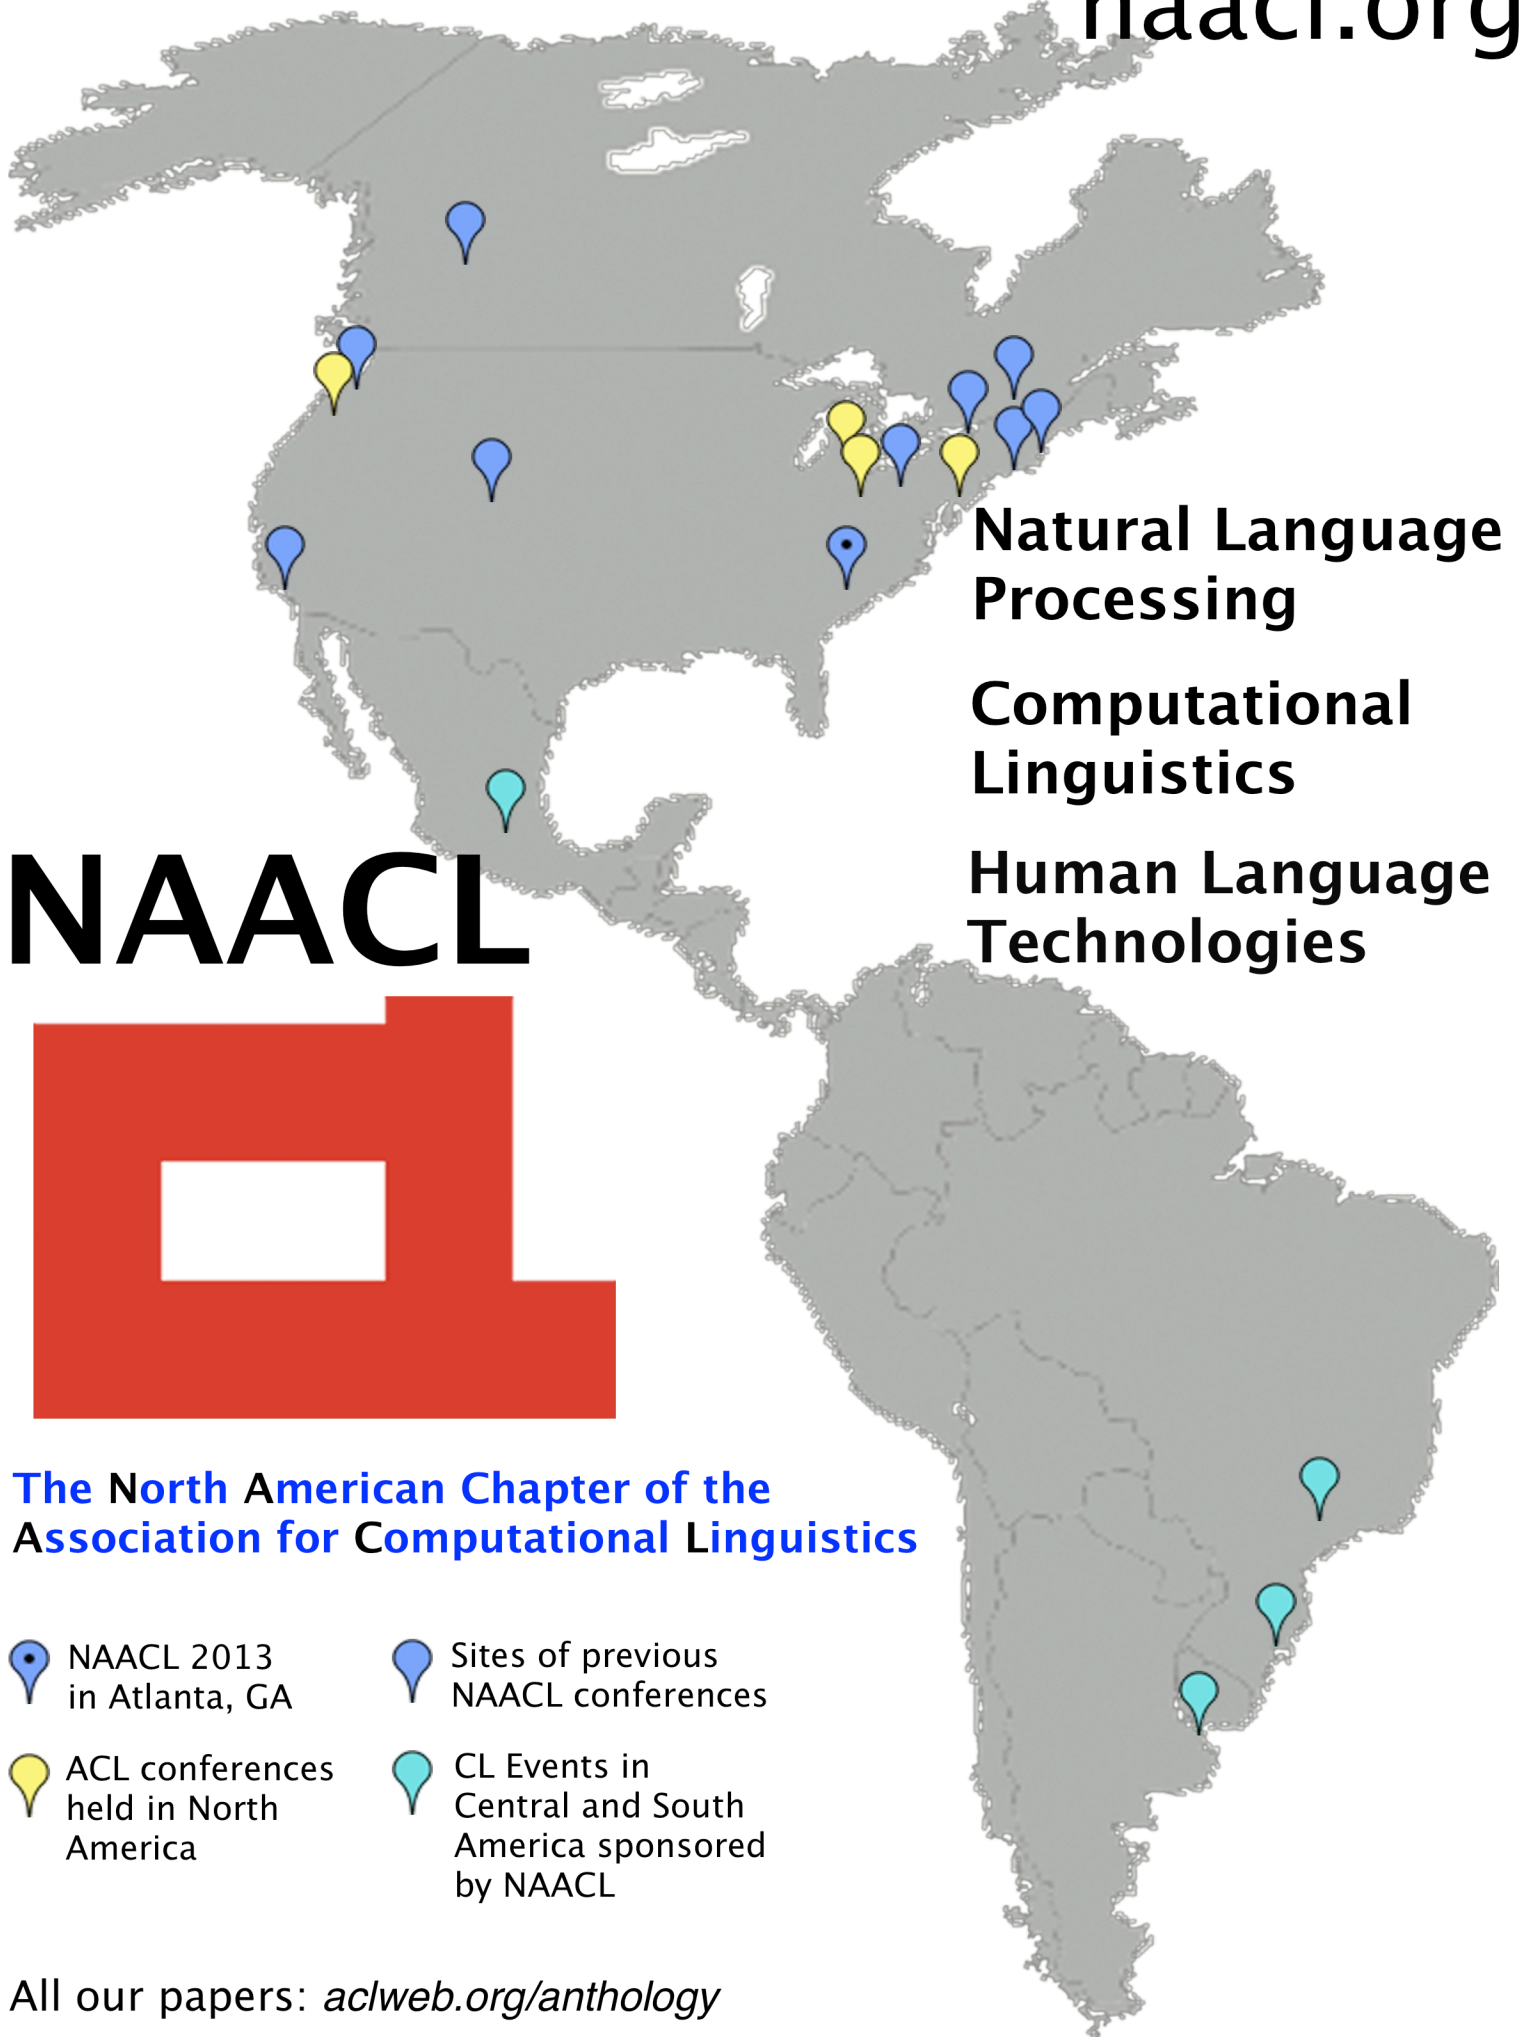 naacl.org
Natural Language
Processing
Computational
Linguistics
Human Language
Technologies
NAACL
The North American Chapter of the
Association for Computational Linguistics
NAACL 2013
in Atlanta, GA
Sites of previous
NAACL conferences
ACL conferences
held in North
America
CL Events in
Central and South
America sponsored
by NAACL
All our papers: aclweb.org/anthology